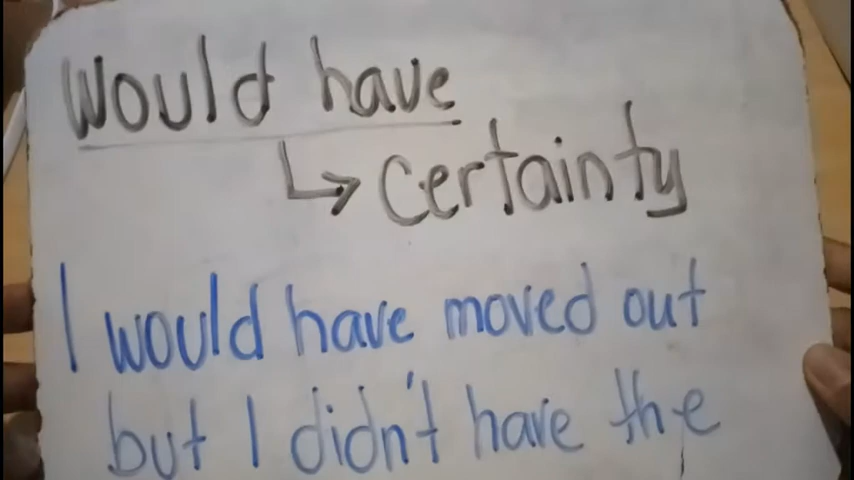 Would have
↳ Certainty
I would have moved out
but I didn't have the